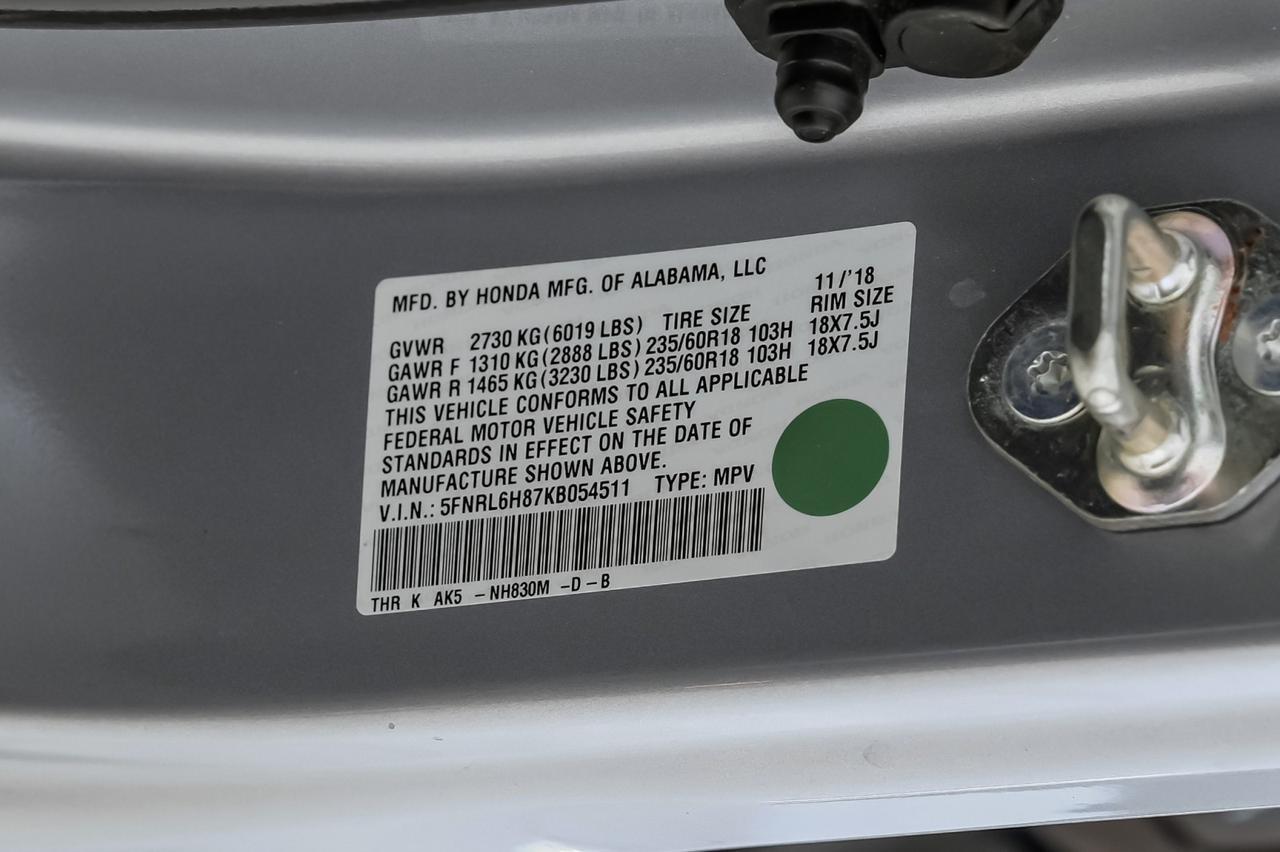 MFD. BY HONDA MFG. OF ALABAMA, LLC 11/'18
GVWR 2730 KG(6019 LBS) TIRE SIZE RIM SIZE
GAWR F 1310 KG(2888 LBS) 235/60R18 103H 18X7.5J
GAWR R 1465 KG(3230 LBS) 235/60R18 103H 18X7.5J
THIS VEHICLE CONFORMS TO ALL APPLICABLE
FEDERAL MOTOR VEHICLE SAFETY
STANDARDS IN EFFECT ON THE DATE OF
MANUFACTURE SHOWN ABOVE.
V.I.N.: 5FNRL6H87KB054511 TYPE: MPV
THR K AK5 -NH830M -D-B